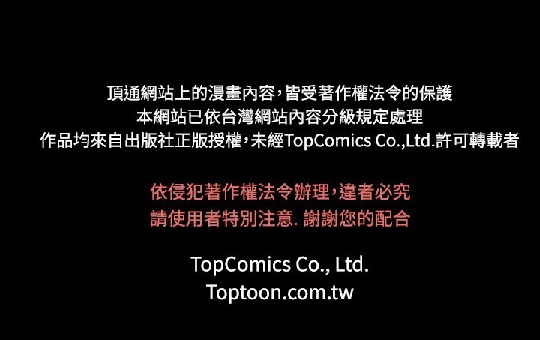 頂通網站上的漫畫內容，皆受著作權法令的保護
本網站已依台灣網站內容分級規定處理
作品均來自出版社正版授權，未經TopComics Co.,Ltd.許可轉載者
依侵犯著作權法令辦理，違者必究
請使用者特別注意. 謝謝您的配合
TopComics Co., Ltd.
Toptoon.com.tw